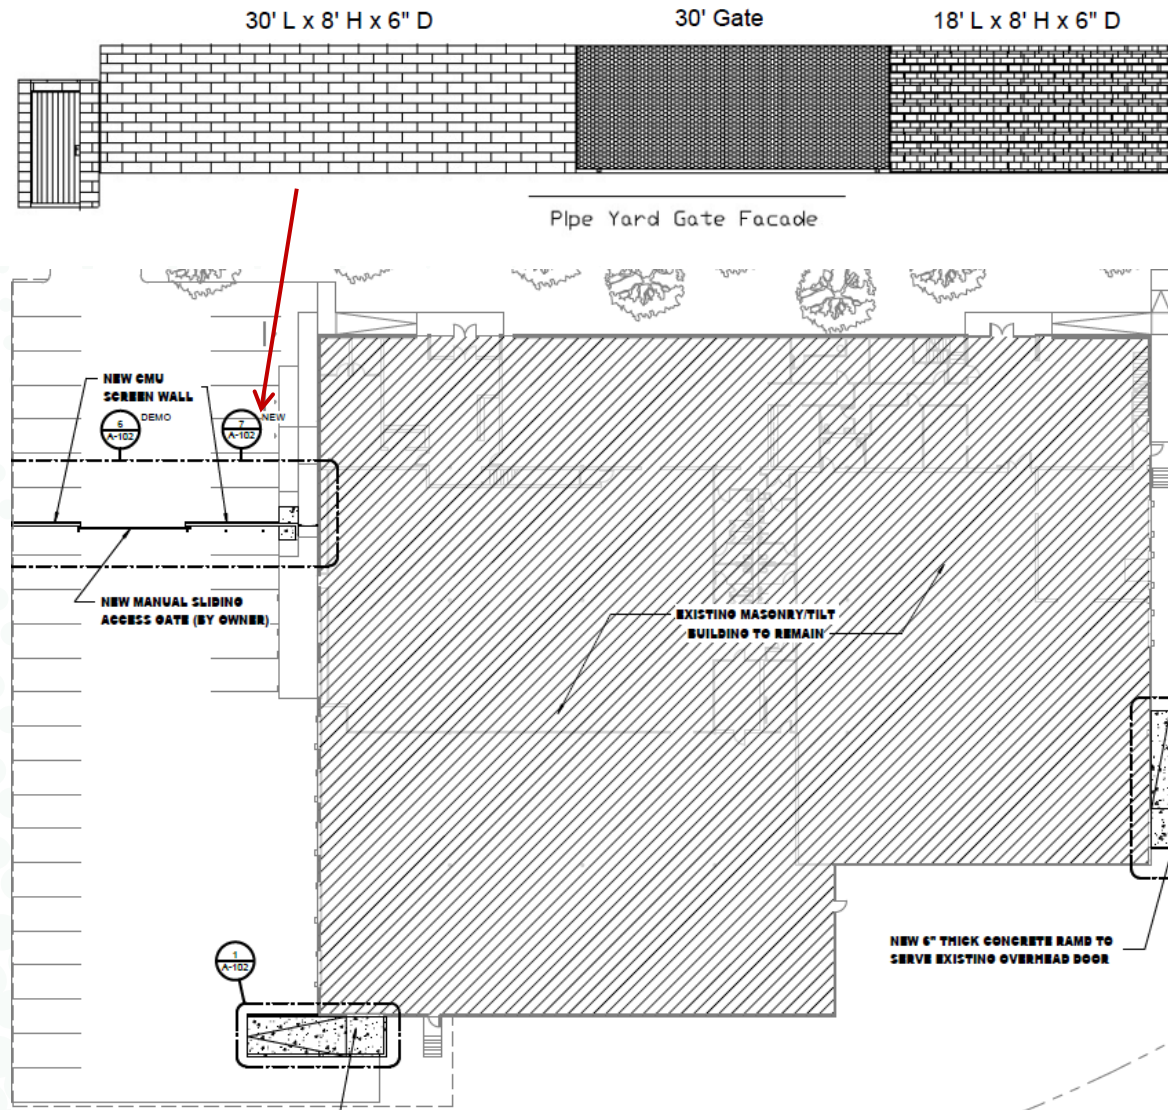 30' L x 8' H x 6" D
30' Gate
18' L x 8' H x 6" D
Pipe Yard Gate Facade
NEW CMU
SCREEN WALL
6
A-102
DEMO
7
A-102
NEW
NEW MANUAL SLIDING
ACCESS GATE (BY OWNER)
EXISTING MASONRY/TILT
BUILDING TO REMAIN
NEW 6" THICK CONCRETE RAMP TO
SERVE EXISTING OVERHEAD DOOR
1
A-102